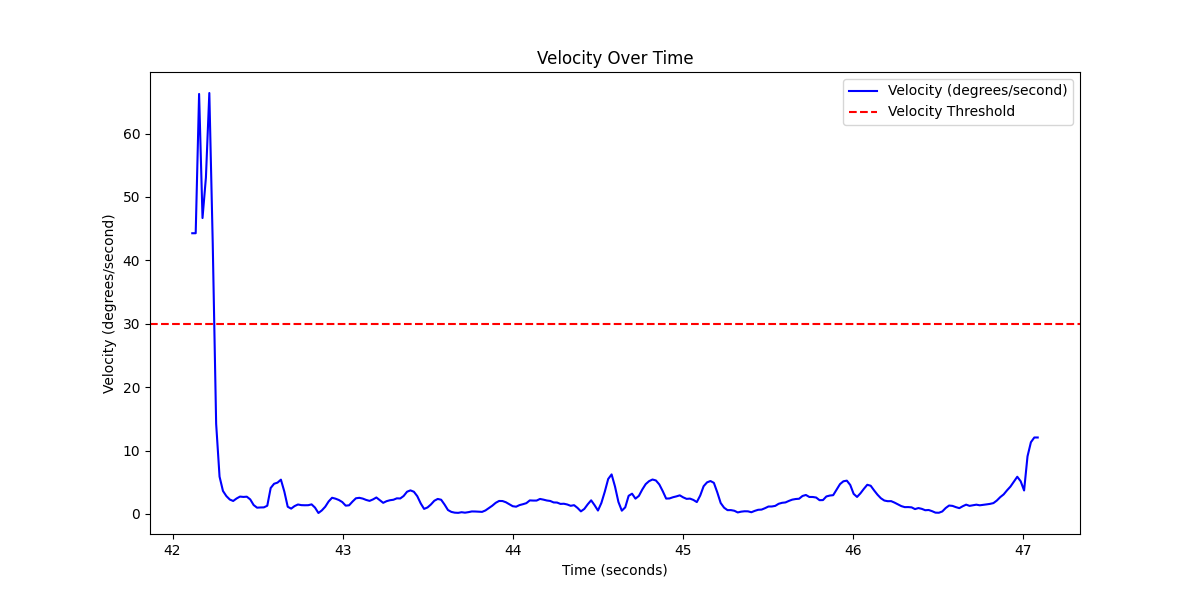 Velocity Over Time
Velocity (degrees/second)
Velocity Threshold
Velocity (degrees/second)
60
50
40
30
20
10
0
42 43 44 45 46 47
Time (seconds)